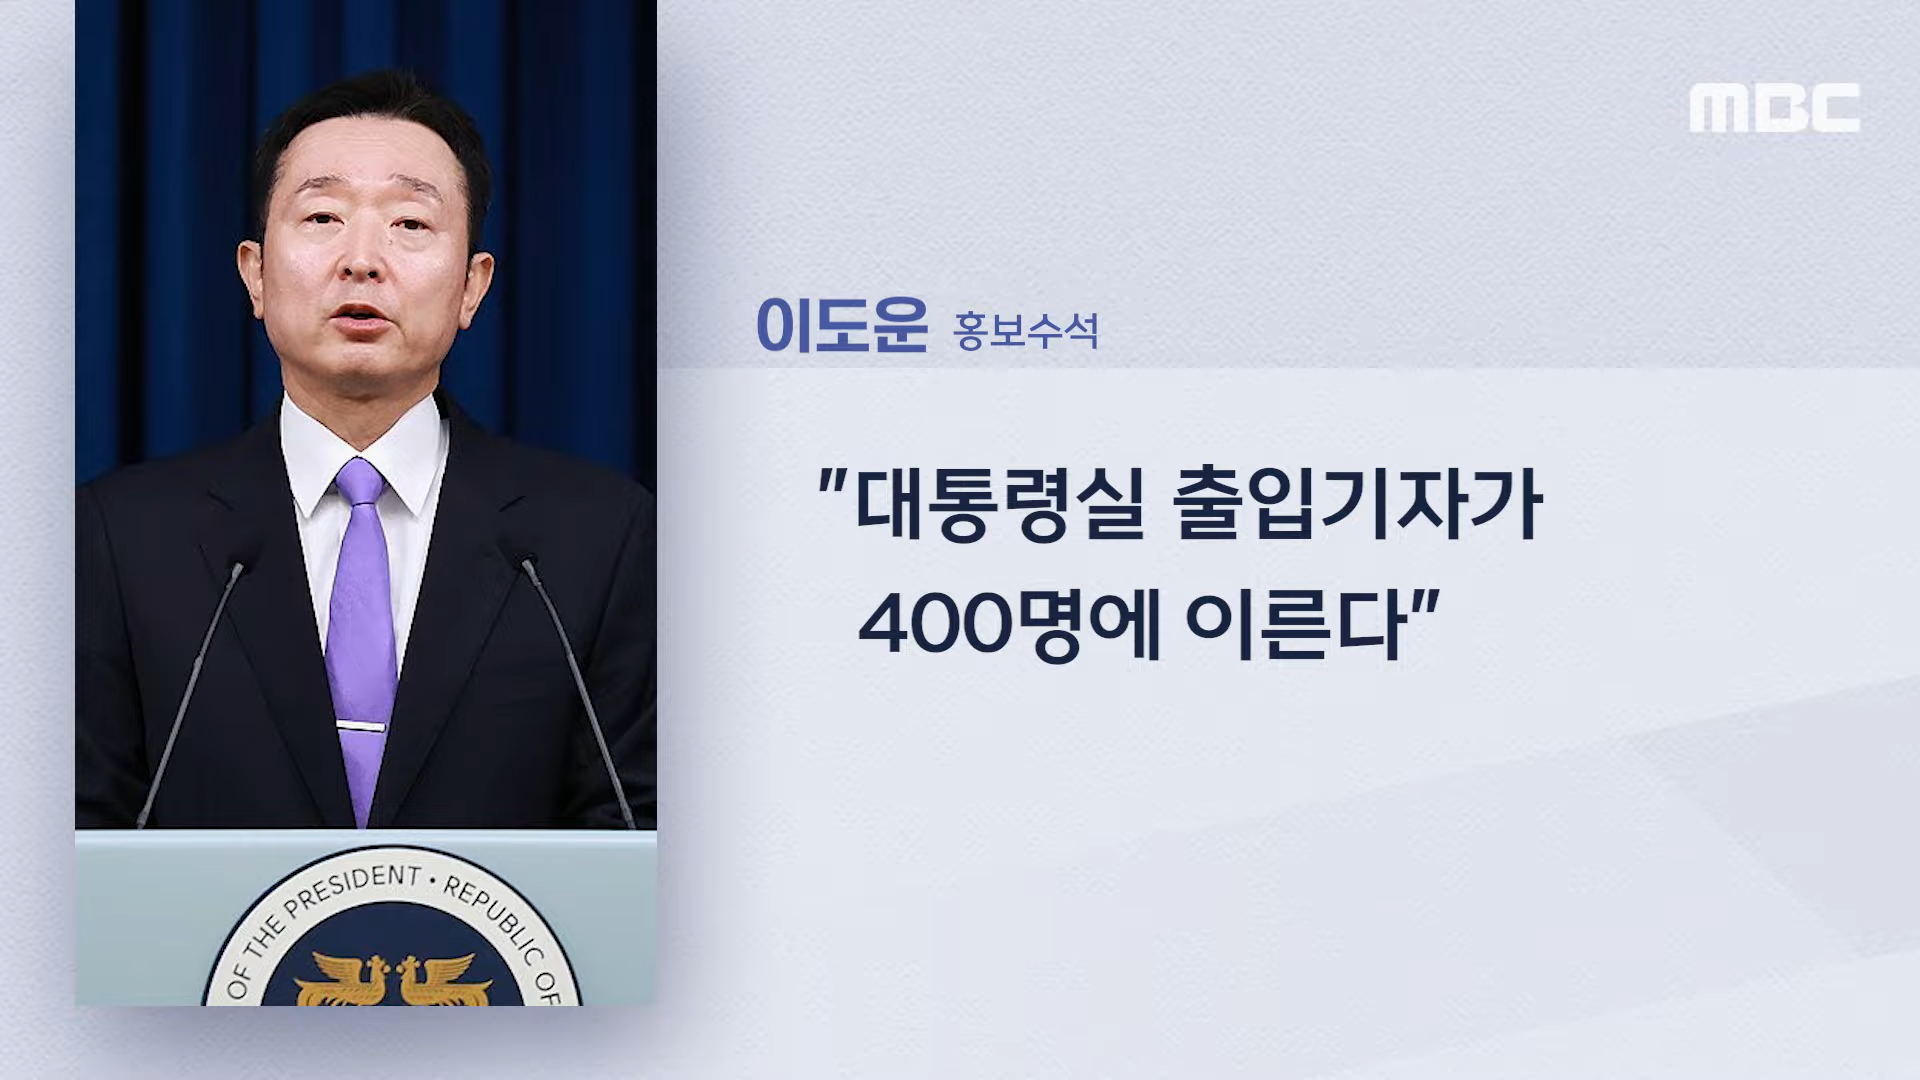 MBC
이도운 홍보수석
"대통령실 출입기자가
400명에 이른다"
OF THE PRESIDENT • REPUBLIC OF